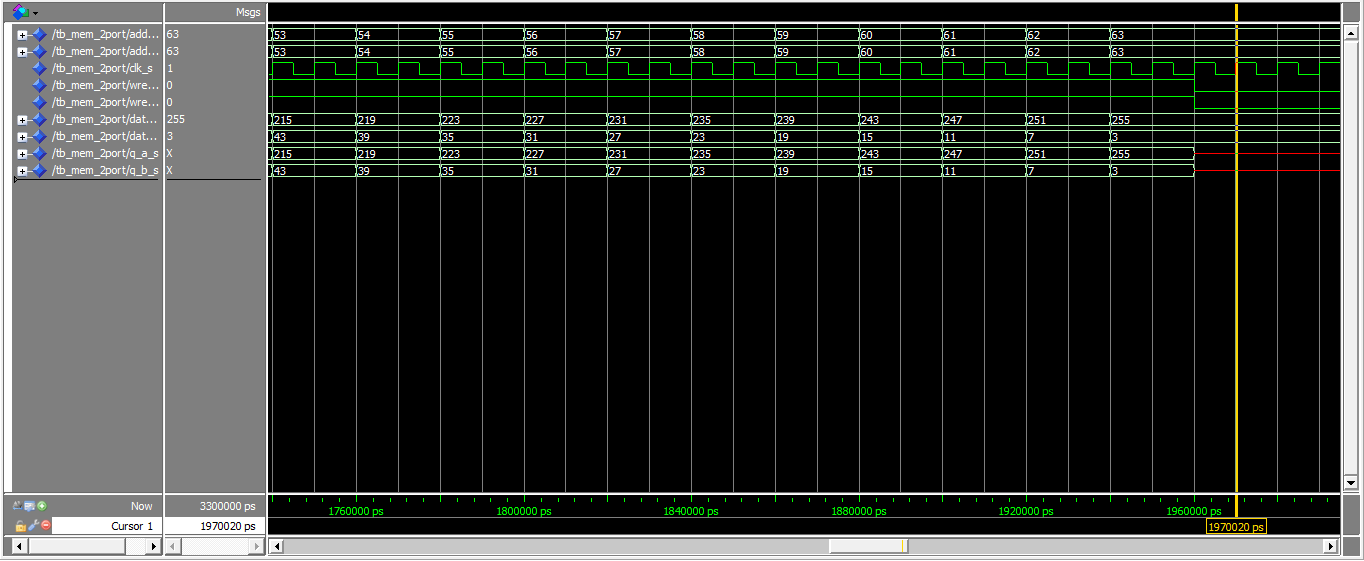 Msgs
/tb_mem_2port/add... 63 53 54 55 56 57 58 59 60 61 62 63
/tb_mem_2port/add... 63 53 54 55 56 57 58 59 60 61 62 63
/tb_mem_2port/clk_s 1
/tb_mem_2port/wre... 0
/tb_mem_2port/wre... 0
/tb_mem_2port/dat... 255 215 219 223 227 231 235 239 243 247 251 255
/tb_mem_2port/dat... 3 43 39 35 31 27 23 19 15 11 7 3
/tb_mem_2port/q_a_s X 215 219 223 227 231 235 239 243 247 251 255
/tb_mem_2port/q_b_s X 43 39 35 31 27 23 19 15 11 7 3
Now 3300000 ps 1760000 ps 1800000 ps 1840000 ps 1880000 ps 1920000 ps 1960000 ps
Cursor 1 1970020 ps 1970020 ps